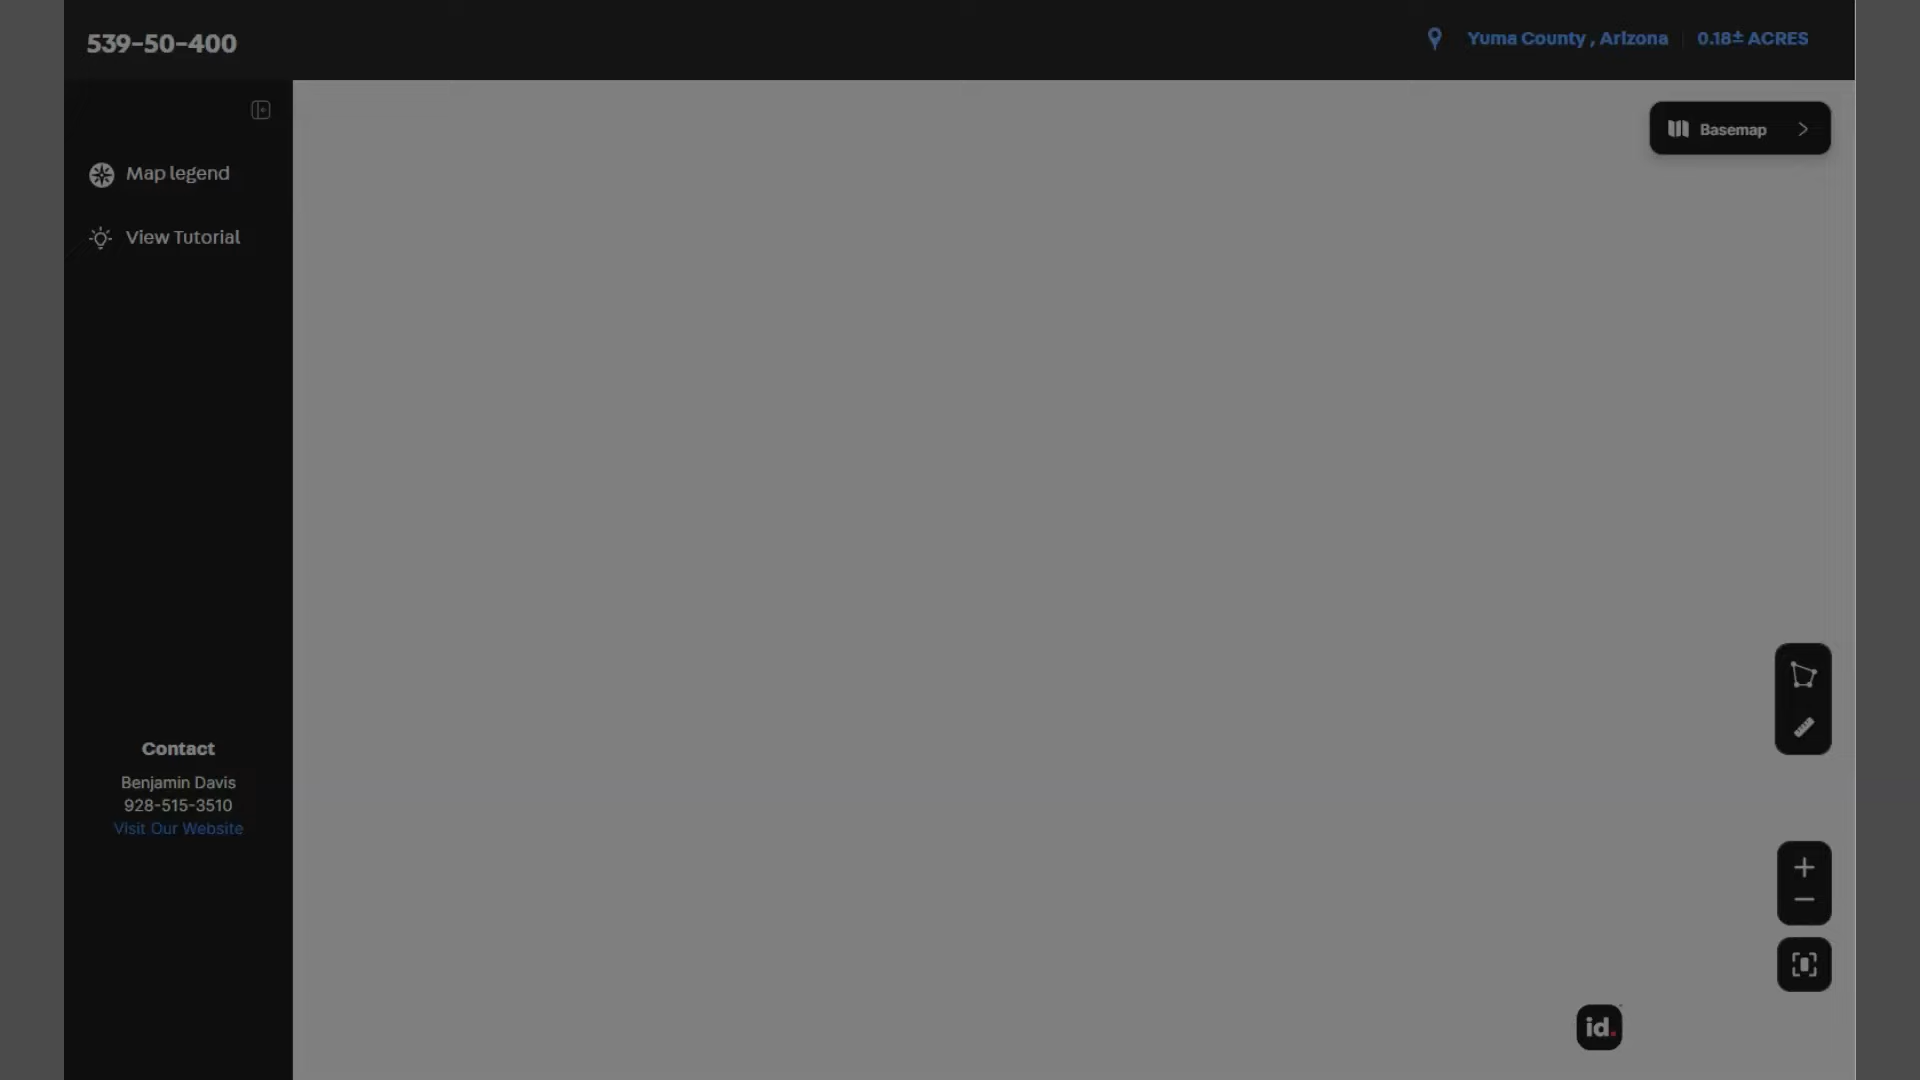 539-50-400
Yuma County , Arizona
0.18± ACRES
Basemap
Map legend
View Tutorial
Contact
Benjamin Davis
928-515-3510
Visit Our Website
id.